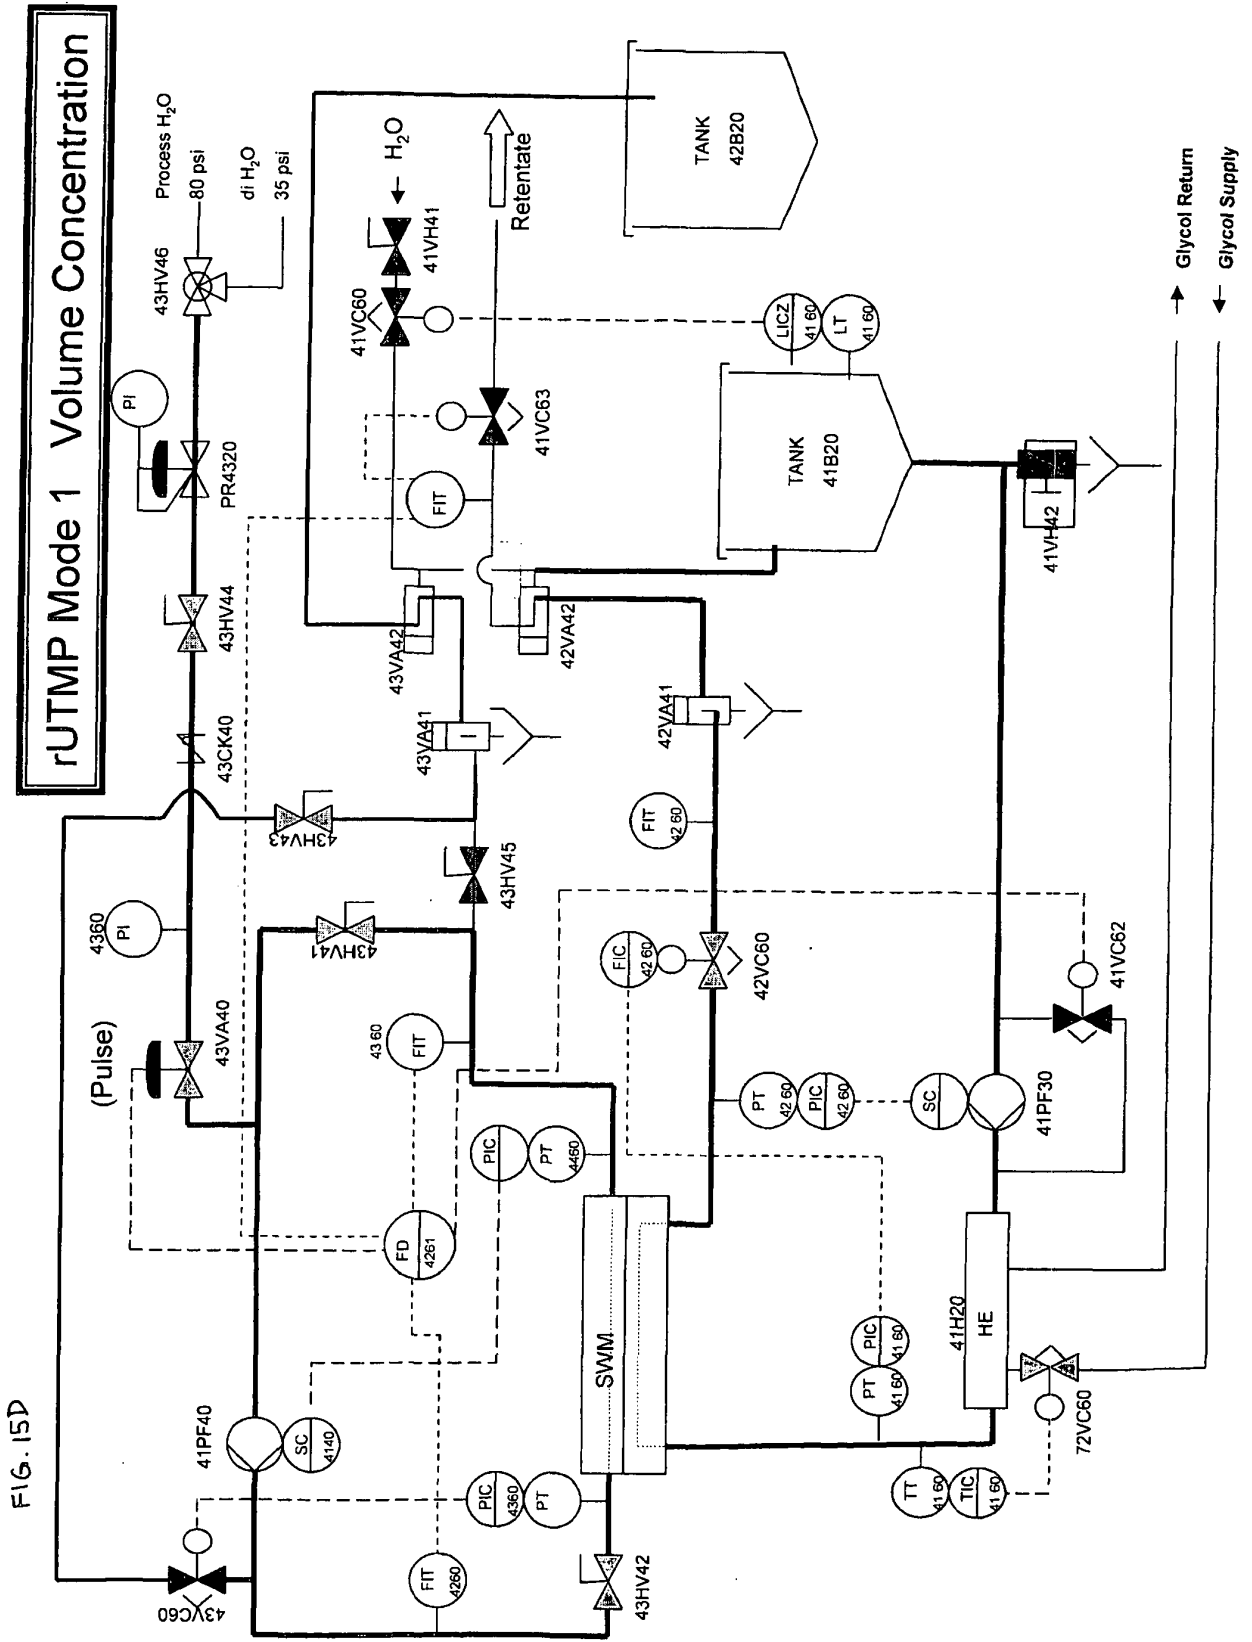 FIG. 15D
rUTMP Mode 1 Volume Concentration
Process H2O
80 psi
di H2O
35 psi
43HV46
PI
PR4320
43HV44
43CK40
4360
PI
(Pulse)
43VA40
H2O
41VH41
41VC60
Retentate
41VC63
FIT
TANK
42B20
LICZ
41 60
LT
41 60
TANK
41B20
41VH42
43VA42
42VA42
43VA41
42VA41
43HV43
43HV45
43HV41
FIT
42 60
FIC
42 60
42VC60
41VC62
43 60
FIT
PIC
PT
4460
PT
42 60
PIC
42 60
SC
41PF30
FD
4261
41PF40
SC
4140
SWM
PIC
41 60
PT
41 60
41H20
HE
72VC60
TT
41 60
TIC
41 60
PIC
4360
PT
FIT
4260
43VC60
43HV42
Glycol Return
Glycol Supply